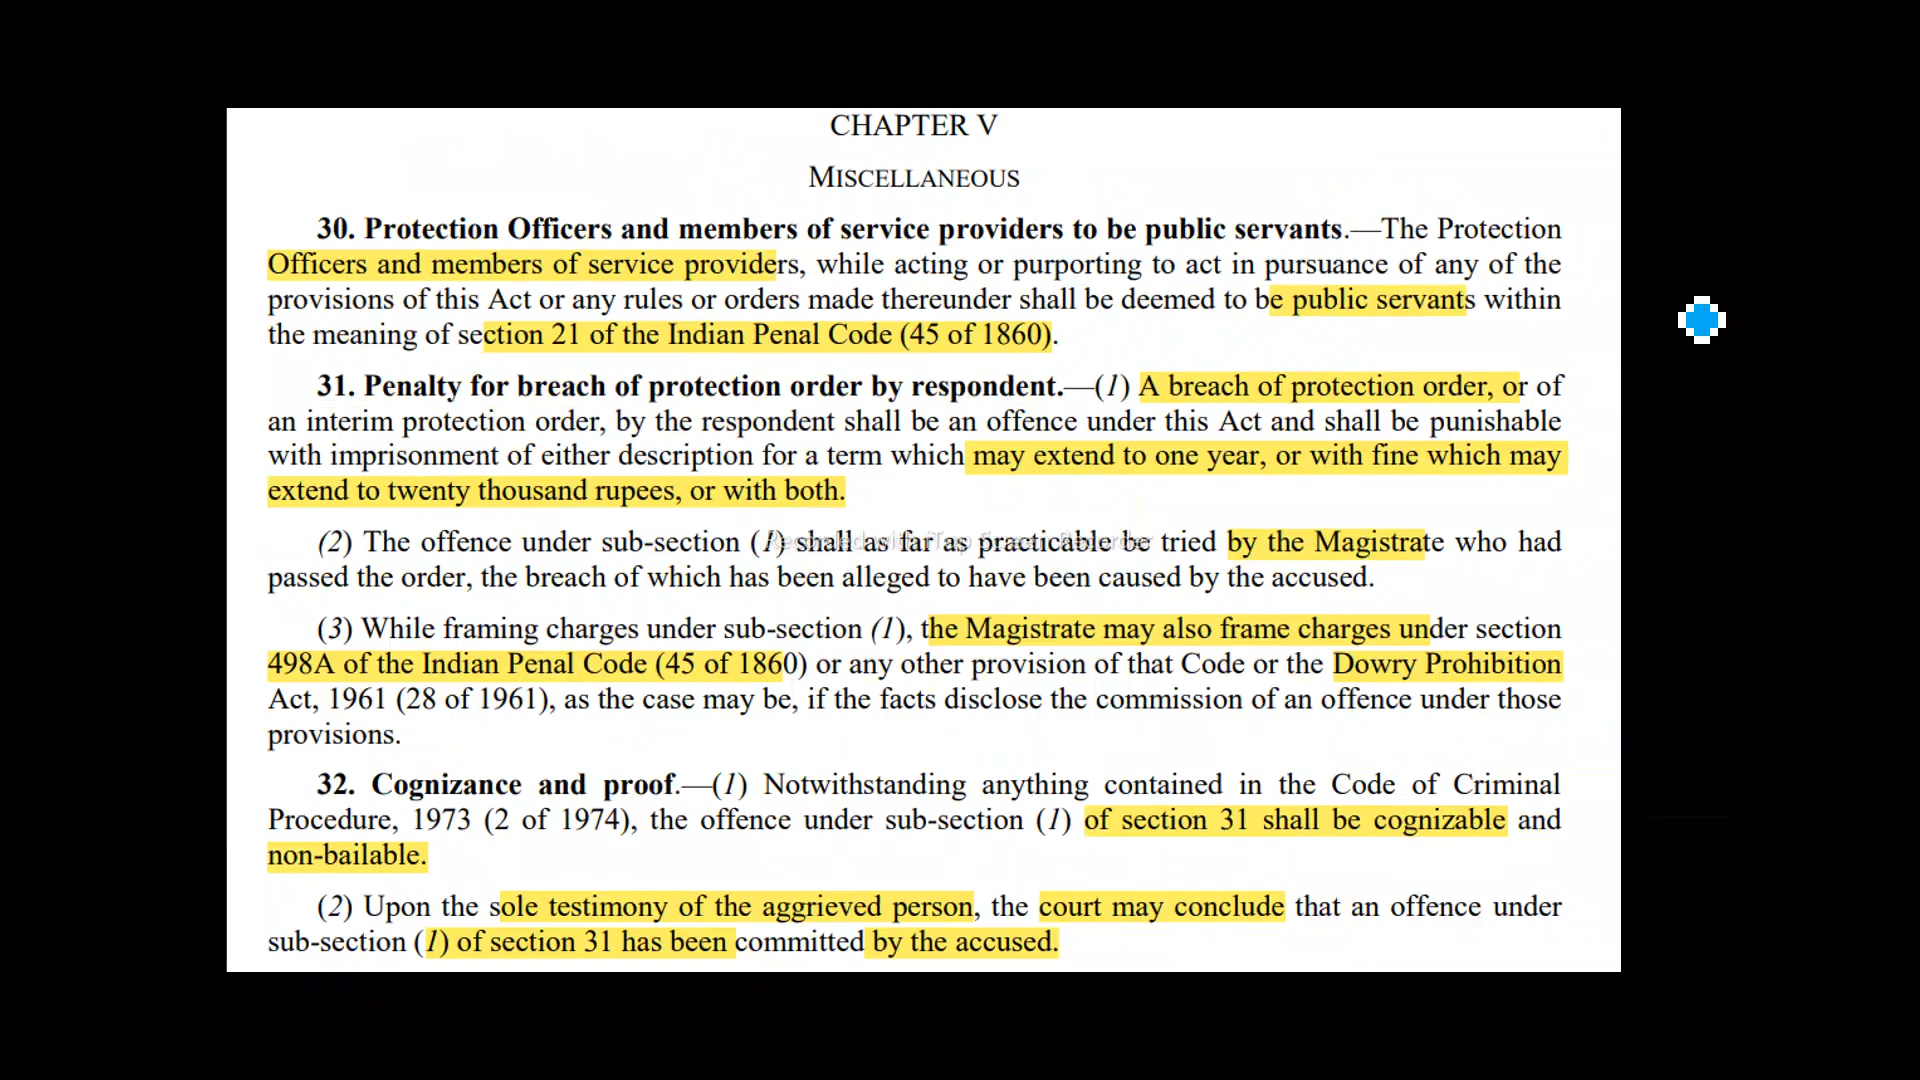 CHAPTER V
MISCELLANEOUS
30. Protection Officers and members of service providers to be public servants.—The Protection
Officers and members of service providers, while acting or purporting to act in pursuance of any of the
provisions of this Act or any rules or orders made thereunder shall be deemed to be public servants within
the meaning of section 21 of the Indian Penal Code (45 of 1860).
31. Penalty for breach of protection order by respondent.—(1) A breach of protection order, or of
an interim protection order, by the respondent shall be an offence under this Act and shall be punishable
with imprisonment of either description for a term which may extend to one year, or with fine which may
extend to twenty thousand rupees, or with both.
(2) The offence under sub-section (1) shall as far as practicable be tried by the Magistrate who had
Recorded with iTop Screen Recorder
passed the order, the breach of which has been alleged to have been caused by the accused.
(3) While framing charges under sub-section (1), the Magistrate may also frame charges under section
498A of the Indian Penal Code (45 of 1860) or any other provision of that Code or the Dowry Prohibition
Act, 1961 (28 of 1961), as the case may be, if the facts disclose the commission of an offence under those
provisions.
32. Cognizance and proof.—(1) Notwithstanding anything contained in the Code of Criminal
Procedure, 1973 (2 of 1974), the offence under sub-section (1) of section 31 shall be cognizable and
non-bailable.
(2) Upon the sole testimony of the aggrieved person, the court may conclude that an offence under
sub-section (1) of section 31 has been committed by the accused.